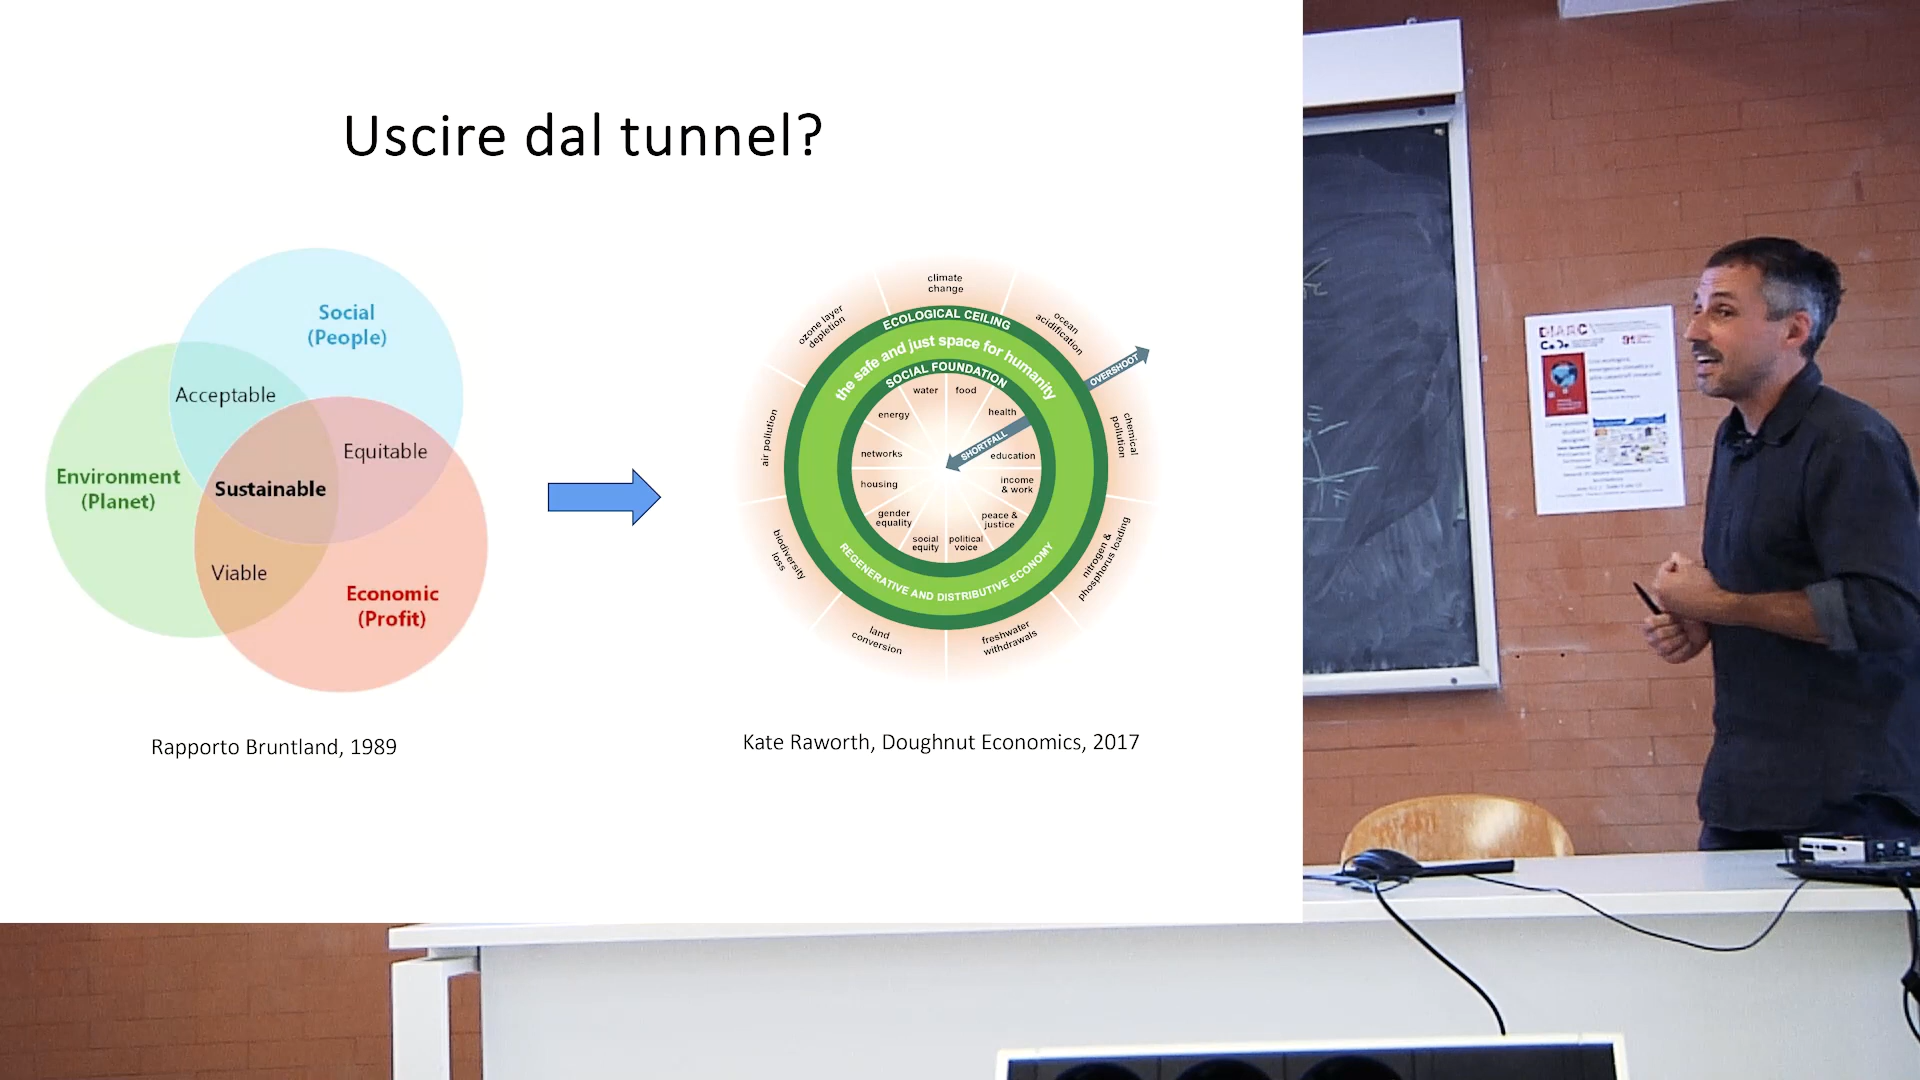 Uscire dal tunnel?
Social
(People)
Acceptable
Equitable
Environment
(Planet)
Sustainable
Viable
Economic
(Profit)
Rapporto Bruntland, 1989
climate
change
ozone layer
depletion
ocean
acidification
ECOLOGICAL CEILING
the safe and just space for humanity
SOCIAL FOUNDATION
OVERSHOOT
water
food
energy
health
SHORTFALL
networks
education
housing
income
& work
gender
equality
peace &
justice
social
equity
political
voice
REGENERATIVE AND DISTRIBUTIVE ECONOMY
air pollution
chemical
pollution
biodiversity
loss
nitrogen &
phosphorus loading
land
conversion
freshwater
withdrawals
Kate Raworth, Doughnut Economics, 2017